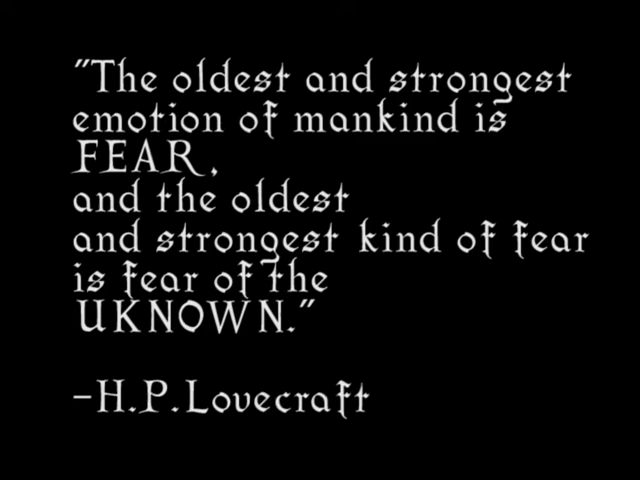 "The oldest and strongest
emotion of mankind is
FEAR,
and the oldest
and strongest kind of fear
is fear of the
UKNOWN."
-H.P.Lovecraft